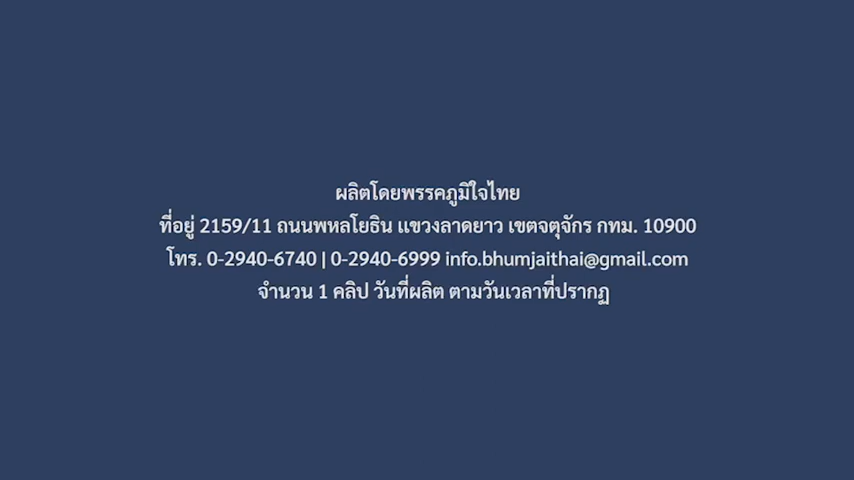 ผลิตโดยพรรคภูมิใจไทย
ที่อยู่ 2159/11 ถนนพหลโยธิน แขวงลาดยาว เขตจตุจักร กทม. 10900
โทร. 0-2940-6740 | 0-2940-6999 info.bhumjaithai@gmail.com
จำนวน 1 คลิป วันที่ผลิต ตามวันเวลาที่ปรากฏ